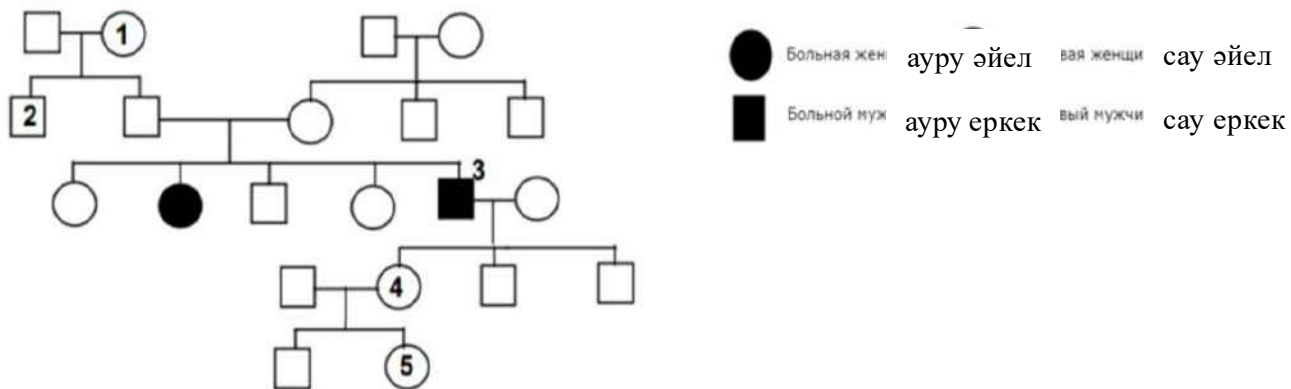 1
2
3
4
5
Больная жен ауру әйел вая женщи сау әйел
Больной муж ауру еркек вый мужчи сау еркек